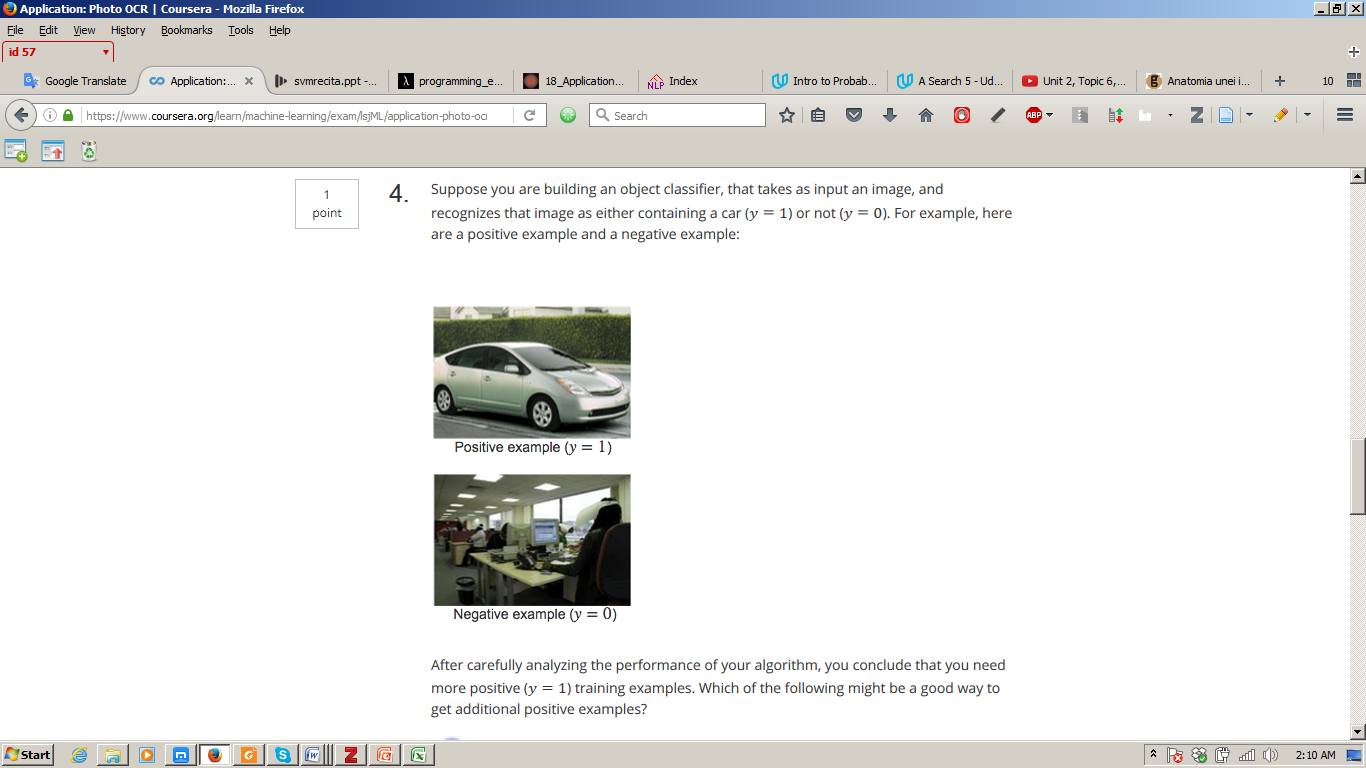 Application: Photo OCR | Coursera - Mozilla Firefox
File Edit View History Bookmarks Tools Help
id 57
Google Translate Application:... svmrecita.ppt -... programming_e... 18_Application... NLP Index Intro to Probab... A Search 5 - Ud... Unit 2, Topic 6,... Anatomia unei i... 10
https://www.coursera.org/learn/machine-learning/exam/lsjML/application-photo-ocr Search ABP
1
point
4. Suppose you are building an object classifier, that takes as input an image, and
recognizes that image as either containing a car (y = 1) or not (y = 0). For example, here
are a positive example and a negative example:
Positive example (y = 1)
Negative example (y = 0)
After carefully analyzing the performance of your algorithm, you conclude that you need
more positive (y = 1) training examples. Which of the following might be a good way to
get additional positive examples?
Start 2:10 AM